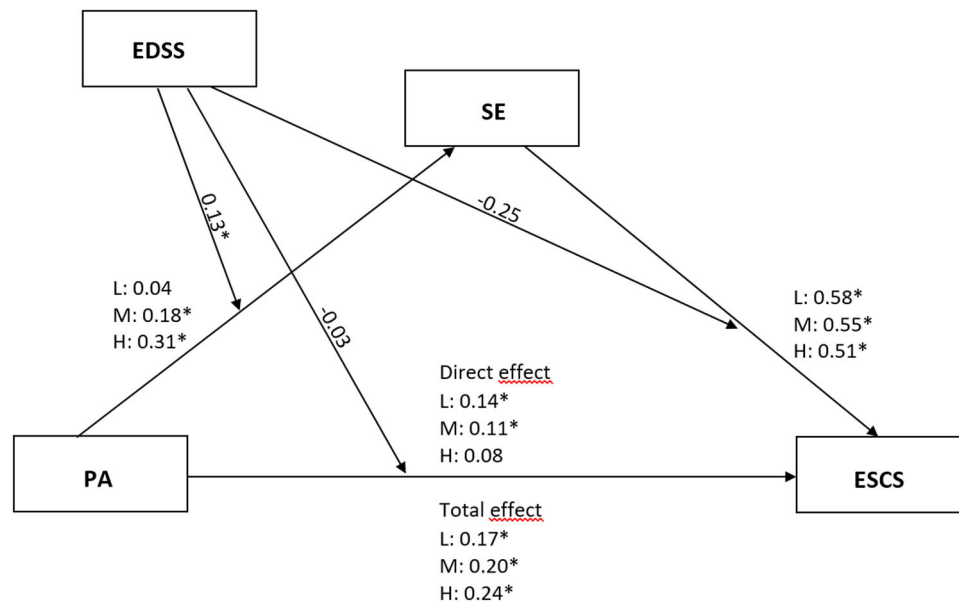 EDSS
SE
0.13*
-0.25
-0.03
L: 0.04
M: 0.18*
H: 0.31*
L: 0.58*
M: 0.55*
H: 0.51*
Direct effect
L: 0.14*
M: 0.11*
H: 0.08
PA
ESCS
Total effect
L: 0.17*
M: 0.20*
H: 0.24*